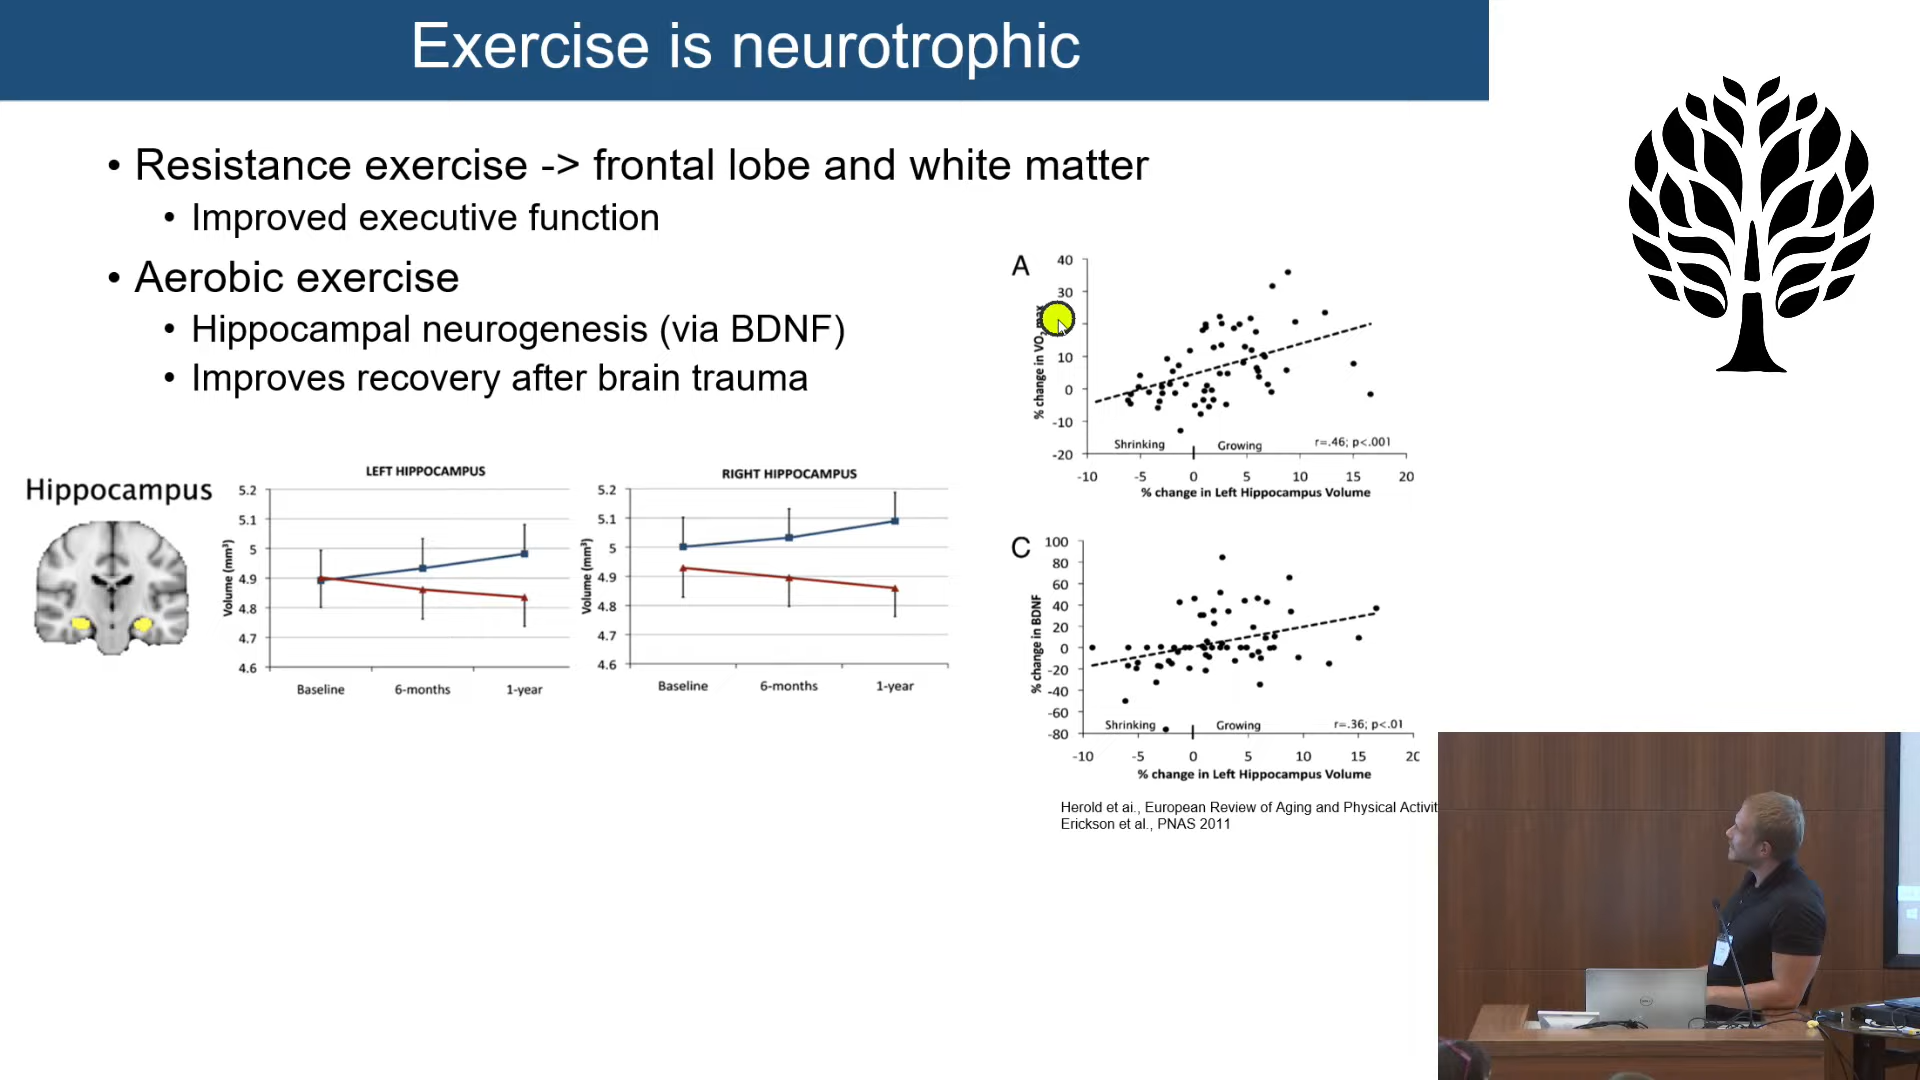 Exercise is neurotrophic
• Resistance exercise -> frontal lobe and white matter
• Improved executive function
• Aerobic exercise
• Hippocampal neurogenesis (via BDNF)
• Improves recovery after brain trauma
Hippocampus
LEFT HIPPOCAMPUS
Volume (mm³)
5.2
5.1
5
4.9
4.8
4.7
4.6
Baseline 6-months 1-year
RIGHT HIPPOCAMPUS
Volume (mm³)
5.2
5.1
5
4.9
4.8
4.7
4.6
Baseline 6-months 1-year
A
% change in VO₂ max
40
30
10
0
-10
-20
Shrinking Growing r=.46; p<.001
-10 -5 0 5 10 15 20
% change in Left Hippocampus Volume
C
% change in BDNF
100
80
60
40
20
0
-20
-40
-60
-80
Shrinking Growing r=.36; p<.01
-10 -5 0 5 10 15 20
% change in Left Hippocampus Volume
Herold et ai., European Review of Aging and Physical Activit
Erickson et al., PNAS 2011